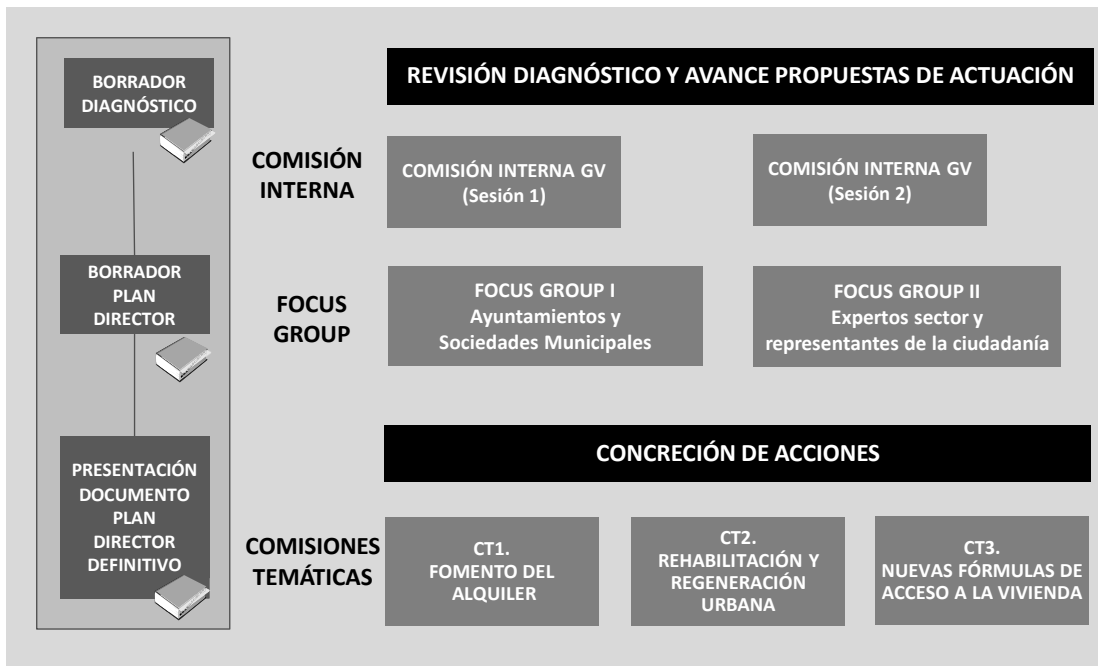 BORRADOR
DIAGNÓSTICO
BORRADOR
PLAN
DIRECTOR
PRESENTACIÓN
DOCUMENTO
PLAN
DIRECTOR
DEFINITIVO
REVISIÓN DIAGNÓSTICO Y AVANCE PROPUESTAS DE ACTUACIÓN
COMISIÓN
INTERNA
COMISIÓN INTERNA GV
(Sesión 1)
COMISIÓN INTERNA GV
(Sesión 2)
FOCUS
GROUP
FOCUS GROUP I
Ayuntamientos y
Sociedades Municipales
FOCUS GROUP II
Expertos sector y
representantes de la ciudadanía
CONCRECIÓN DE ACCIONES
COMISIONES
TEMÁTICAS
CT1.
FOMENTO DEL
ALQUILER
CT2.
REHABILITACIÓN Y
REGENERACIÓN
URBANA
CT3.
NUEVAS FÓRMULAS DE
ACCESO A LA VIVIENDA